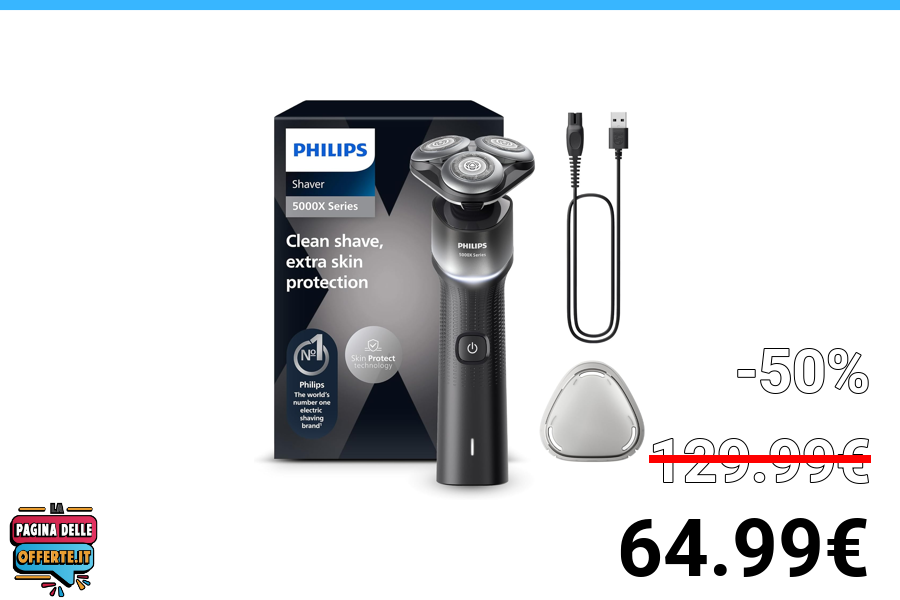 PHILIPS
Shaver
5000X Series
Clean shave,
extra skin
protection
Nº1
Philips
The world's
number one
electric
shaving
brand¹
Skin Protect
technology
PHILIPS
5000X Series
-50%
129.99€
64.99€
LA
PAGINA DELLE
OFFERTE.IT